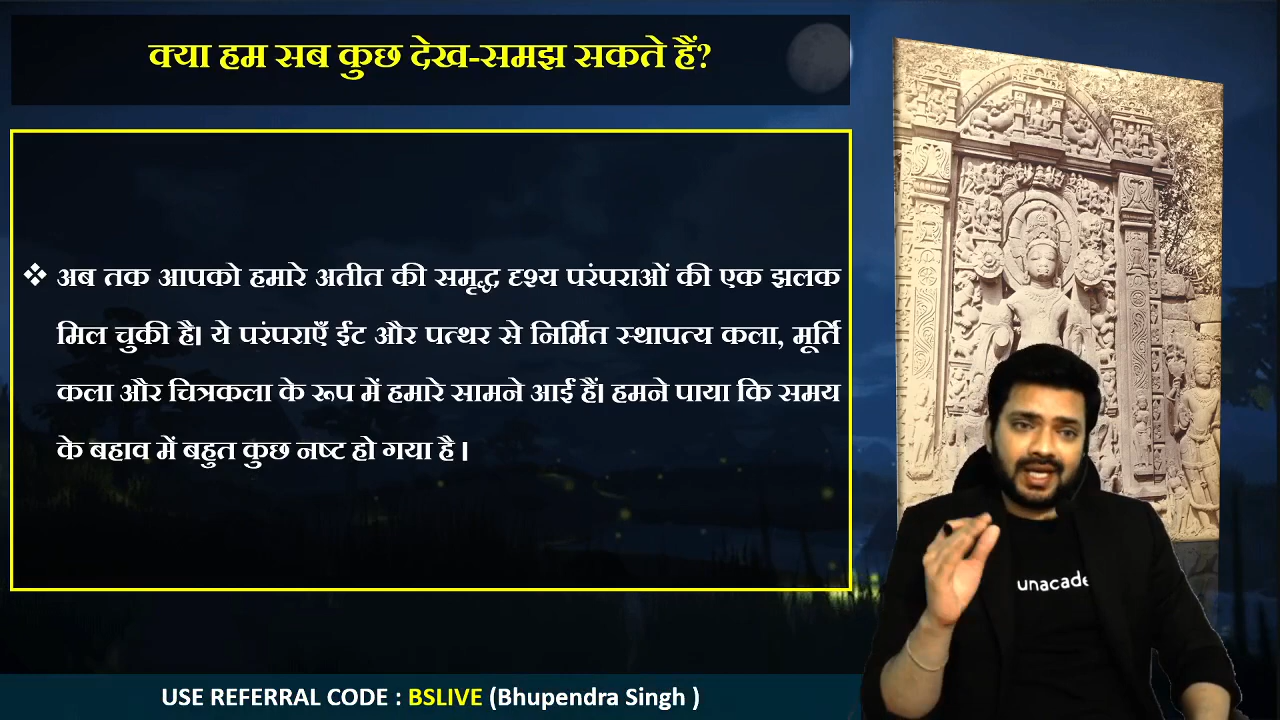 क्या हम सब कुछ देख-समझ सकते हैं?
❖ अब तक आपको हमारे अतीत की समृद्ध दृश्य परंपराओं की एक झलक
मिल चुकी है। ये परंपराएँ ईंट और पत्थर से निर्मित स्थापत्य कला, मूर्ति
कला और चित्रकला के रूप में हमारे सामने आई हैं। हमने पाया कि समय
के बहाव में बहुत कुछ नष्ट हो गया है ।
unacade
USE REFERRAL CODE : BSLIVE (Bhupendra Singh )